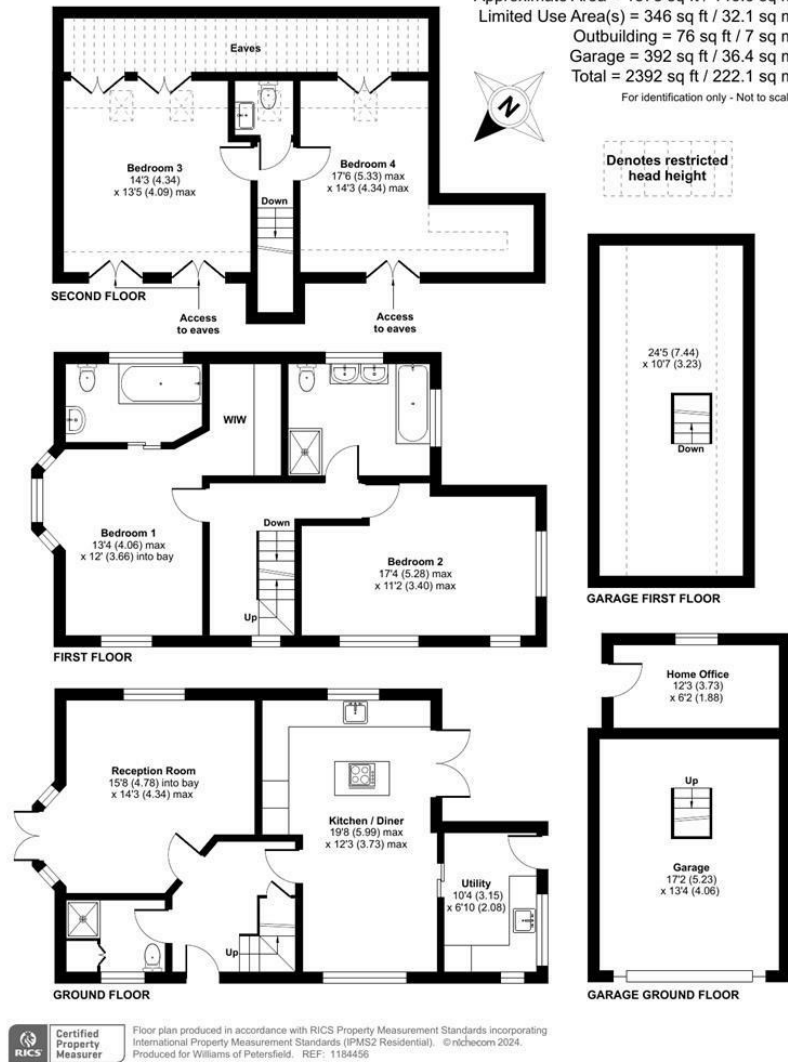 Limited Use Area(s) = 346 sq ft / 32.1 sq m
Outbuilding = 76 sq ft / 7 sq m
Garage = 392 sq ft / 36.4 sq m
Total = 2392 sq ft / 222.1 sq m
For identification only - Not to scale
N
Denotes restricted
head height
Eaves
Bedroom 3
14'3 (4.34)
x 13'5 (4.09) max
Bedroom 4
17'6 (5.33) max
x 14'3 (4.34) max
Down
SECOND FLOOR
Access
to eaves
Access
to eaves
24'5 (7.44)
x 10'7 (3.23)
Down
GARAGE FIRST FLOOR
WIW
Bedroom 1
13'4 (4.06) max
x 12' (3.66) into bay
Down
Up
Bedroom 2
17'4 (5.28) max
x 11'2 (3.40) max
FIRST FLOOR
Home Office
12'3 (3.73)
x 6'2 (1.88)
Reception Room
15'8 (4.78) into bay
x 14'3 (4.34) max
Kitchen / Diner
19'8 (5.99) max
x 12'3 (3.73) max
Utility
10'4 (3.15)
x 6'10 (2.08)
Up
Up
Garage
17'2 (5.23)
x 13'4 (4.06)
GROUND FLOOR
GARAGE GROUND FLOOR
RICS
Certified
Property
Measurer
Floor plan produced in accordance with RICS Property Measurement Standards incorporating
International Property Measurement Standards (IPMS2 Residential). © nichecom 2024.
Produced for Williams of Petersfield. REF: 1184456